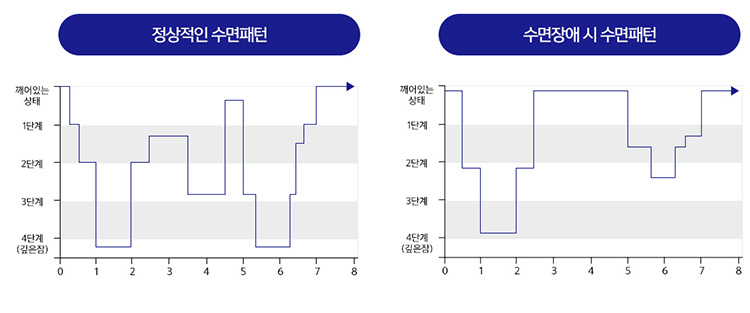 정상적인 수면패턴
깨어있는
상태
1단계
2단계
3단계
4단계
(깊은잠)
0 1 2 3 4 5 6 7 8
수면장애 시 수면패턴
깨어있는
상태
1단계
2단계
3단계
4단계
(깊은잠)
0 1 2 3 4 5 6 7 8